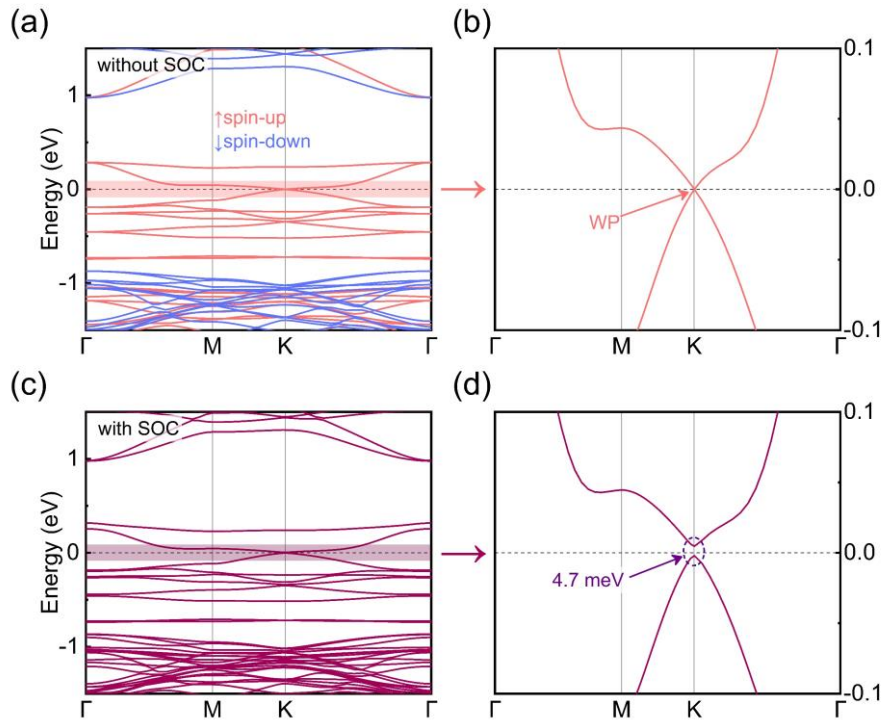 (a)
(b)
without SOC
↑spin-up
↓spin-down
Energy (eV)
1
0
-1
Γ M K Γ
WP
0.1
0.0
-0.1
Γ M K Γ
(c)
(d)
with SOC
Energy (eV)
1
0
-1
Γ M K Γ
4.7 meV
0.1
0.0
-0.1
Γ M K Γ